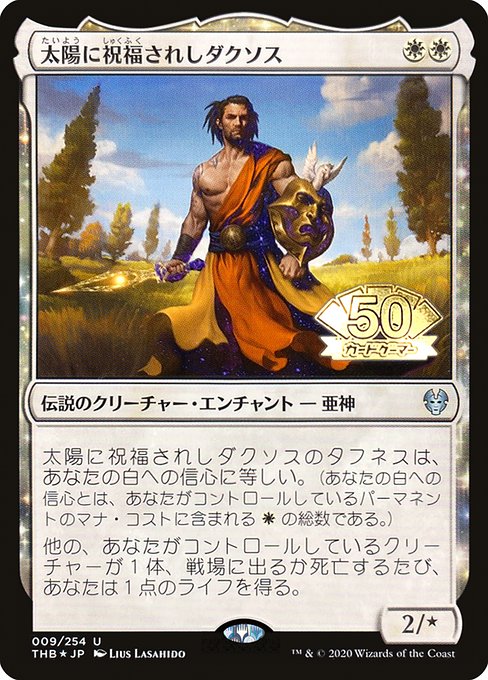 たいよう しゅくふく
太陽に祝福されしダクソス
50
カードゲーマー
伝説のクリーチャー・エンチャント — 亜神
太陽に祝福されしダクソスのタフネスは、
あなたの白への信心に等しい。（あなたの白への
信心とは、あなたがコントロールしているパーマネン
トのマナ・コストに含まれる の総数である。）
他の、あなたがコントロールしているクリ
ーチャーが１体、戦場に出るか死亡するたび、
あなたは１点のライフを得る。
2/★
009/254 U
THB★JP Lius Lasahido
™ & © 2020 Wizards of the Coast